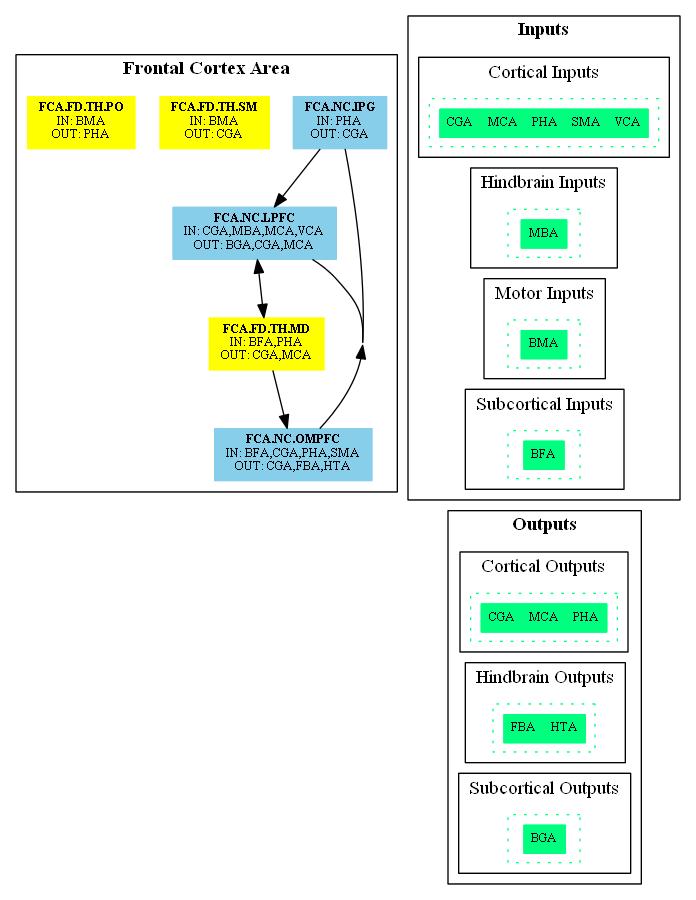 Frontal Cortex Area
FCA.FD.TH.PO
IN: BMA
OUT: PHA
FCA.FD.TH.SM
IN: BMA
OUT: CGA
FCA.NC.IPG
IN: PHA
OUT: CGA
FCA.NC.LPFC
IN: CGA,MBA,MCA,VCA
OUT: BGA,CGA,MCA
FCA.FD.TH.MD
IN: BFA,PHA
OUT: CGA,MCA
FCA.NC.OMPFC
IN: BFA,CGA,PHA,SMA
OUT: CGA,FBA,HTA
Inputs
Cortical Inputs
CGA MCA PHA SMA VCA
Hindbrain Inputs
MBA
Motor Inputs
BMA
Subcortical Inputs
BFA
Outputs
Cortical Outputs
CGA MCA PHA
Hindbrain Outputs
FBA HTA
Subcortical Outputs
BGA